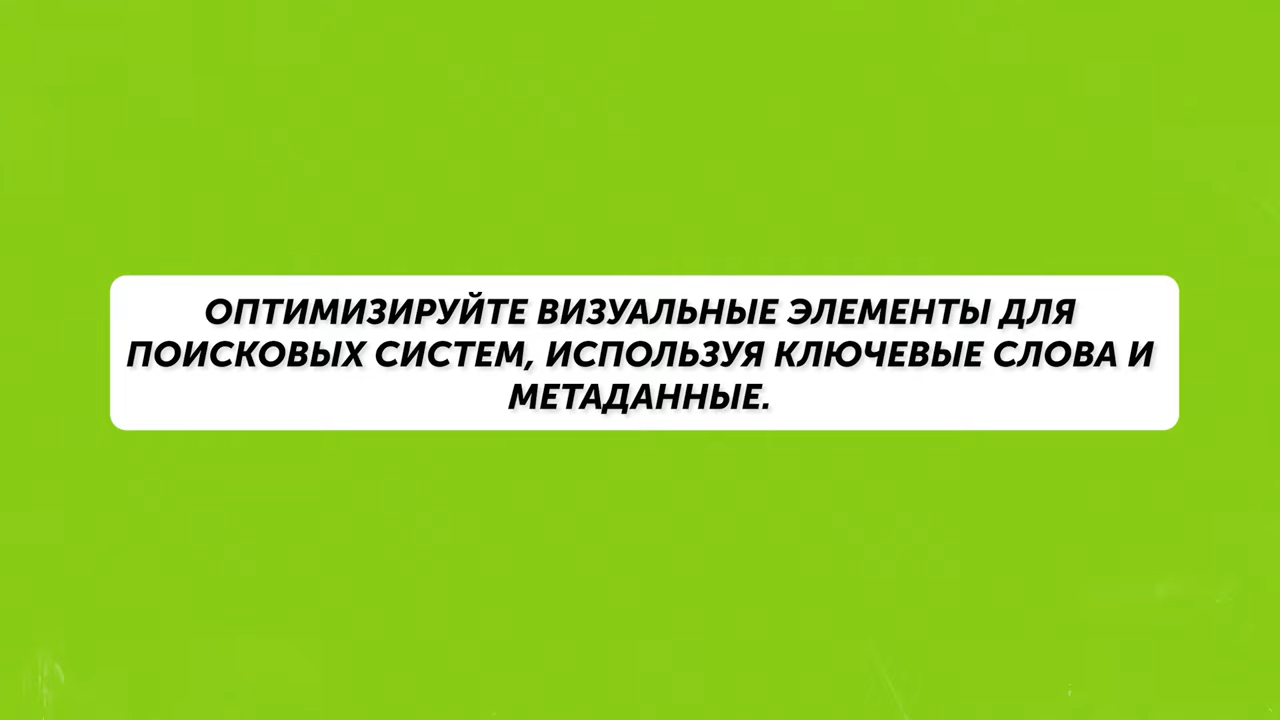 ОПТИМИЗИРУЙТЕ ВИЗУАЛЬНЫЕ ЭЛЕМЕНТЫ ДЛЯ
ПОИСКОВЫХ СИСТЕМ, ИСПОЛЬЗУЯ КЛЮЧЕВЫЕ СЛОВА И
МЕТАДАННЫЕ.